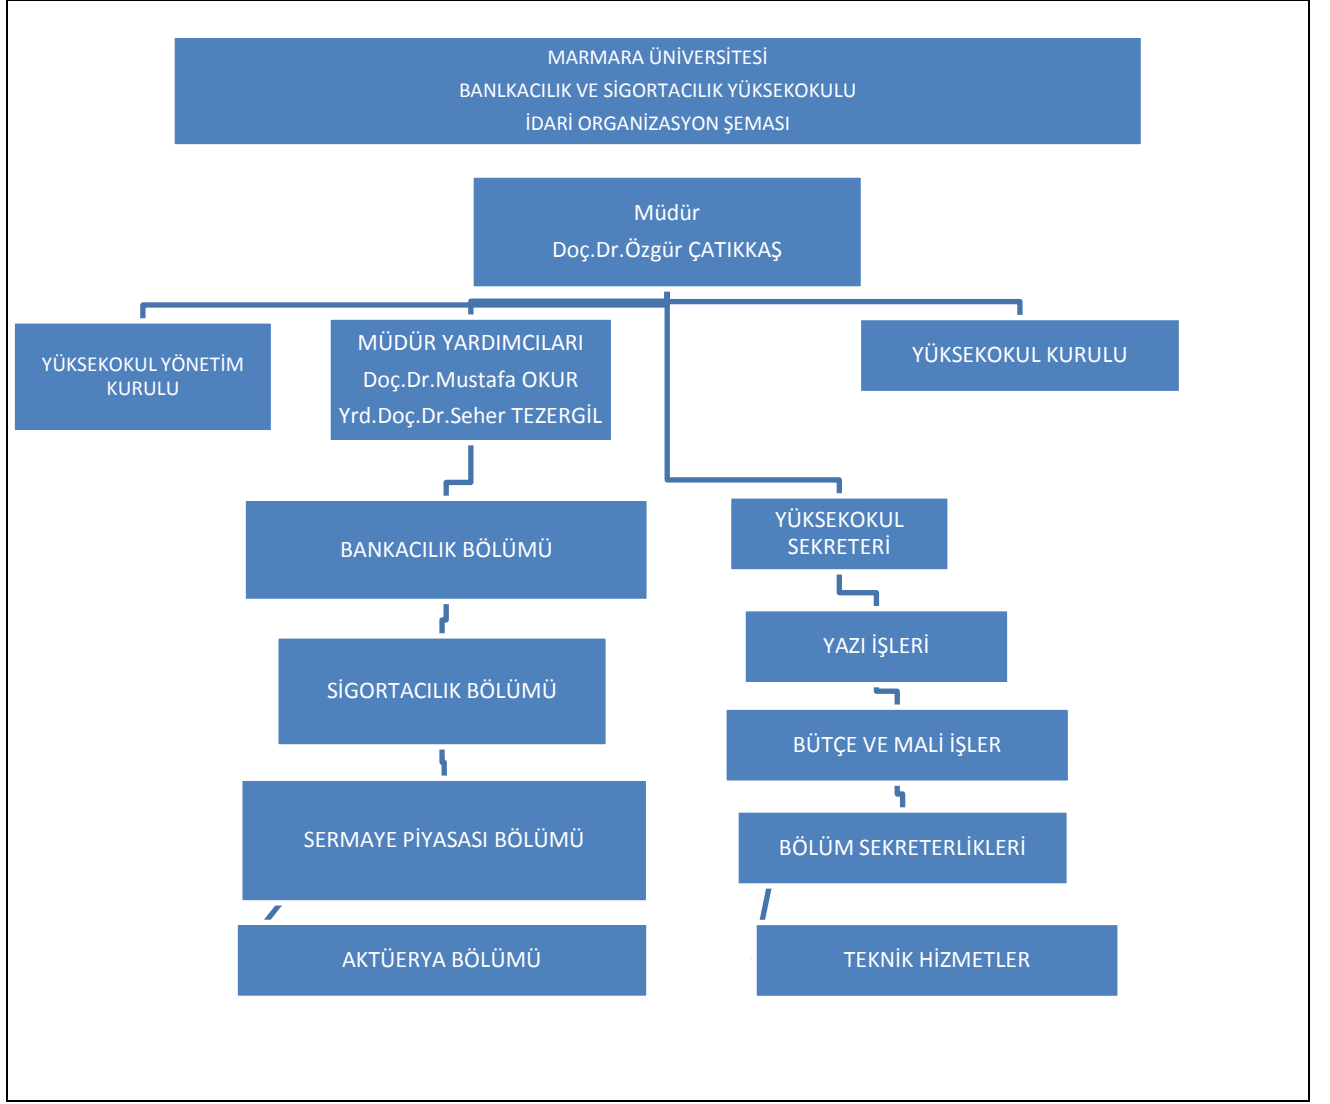 MARMARA ÜNİVERSİTESİ
BANLKACILIK VE SİGORTACILIK YÜKSEKOKULU
İDARİ ORGANİZASYON ŞEMASI
Müdür
Doç.Dr.Özgür ÇATIKKAŞ
YÜKSEKOKUL YÖNETİM
KURULU
MÜDÜR YARDIMCILARI
Doç.Dr.Mustafa OKUR
Yrd.Doç.Dr.Seher TEZERGİL
YÜKSEKOKUL KURULU
BANKACILIK BÖLÜMÜ
SİGORTACILIK BÖLÜMÜ
SERMAYE PİYASASI BÖLÜMÜ
AKTÜERYA BÖLÜMÜ
YÜKSEKOKUL
SEKRETERİ
YAZI İŞLERİ
BÜTÇE VE MALİ İŞLER
BÖLÜM SEKRETERLİKLERİ
TEKNİK HİZMETLER